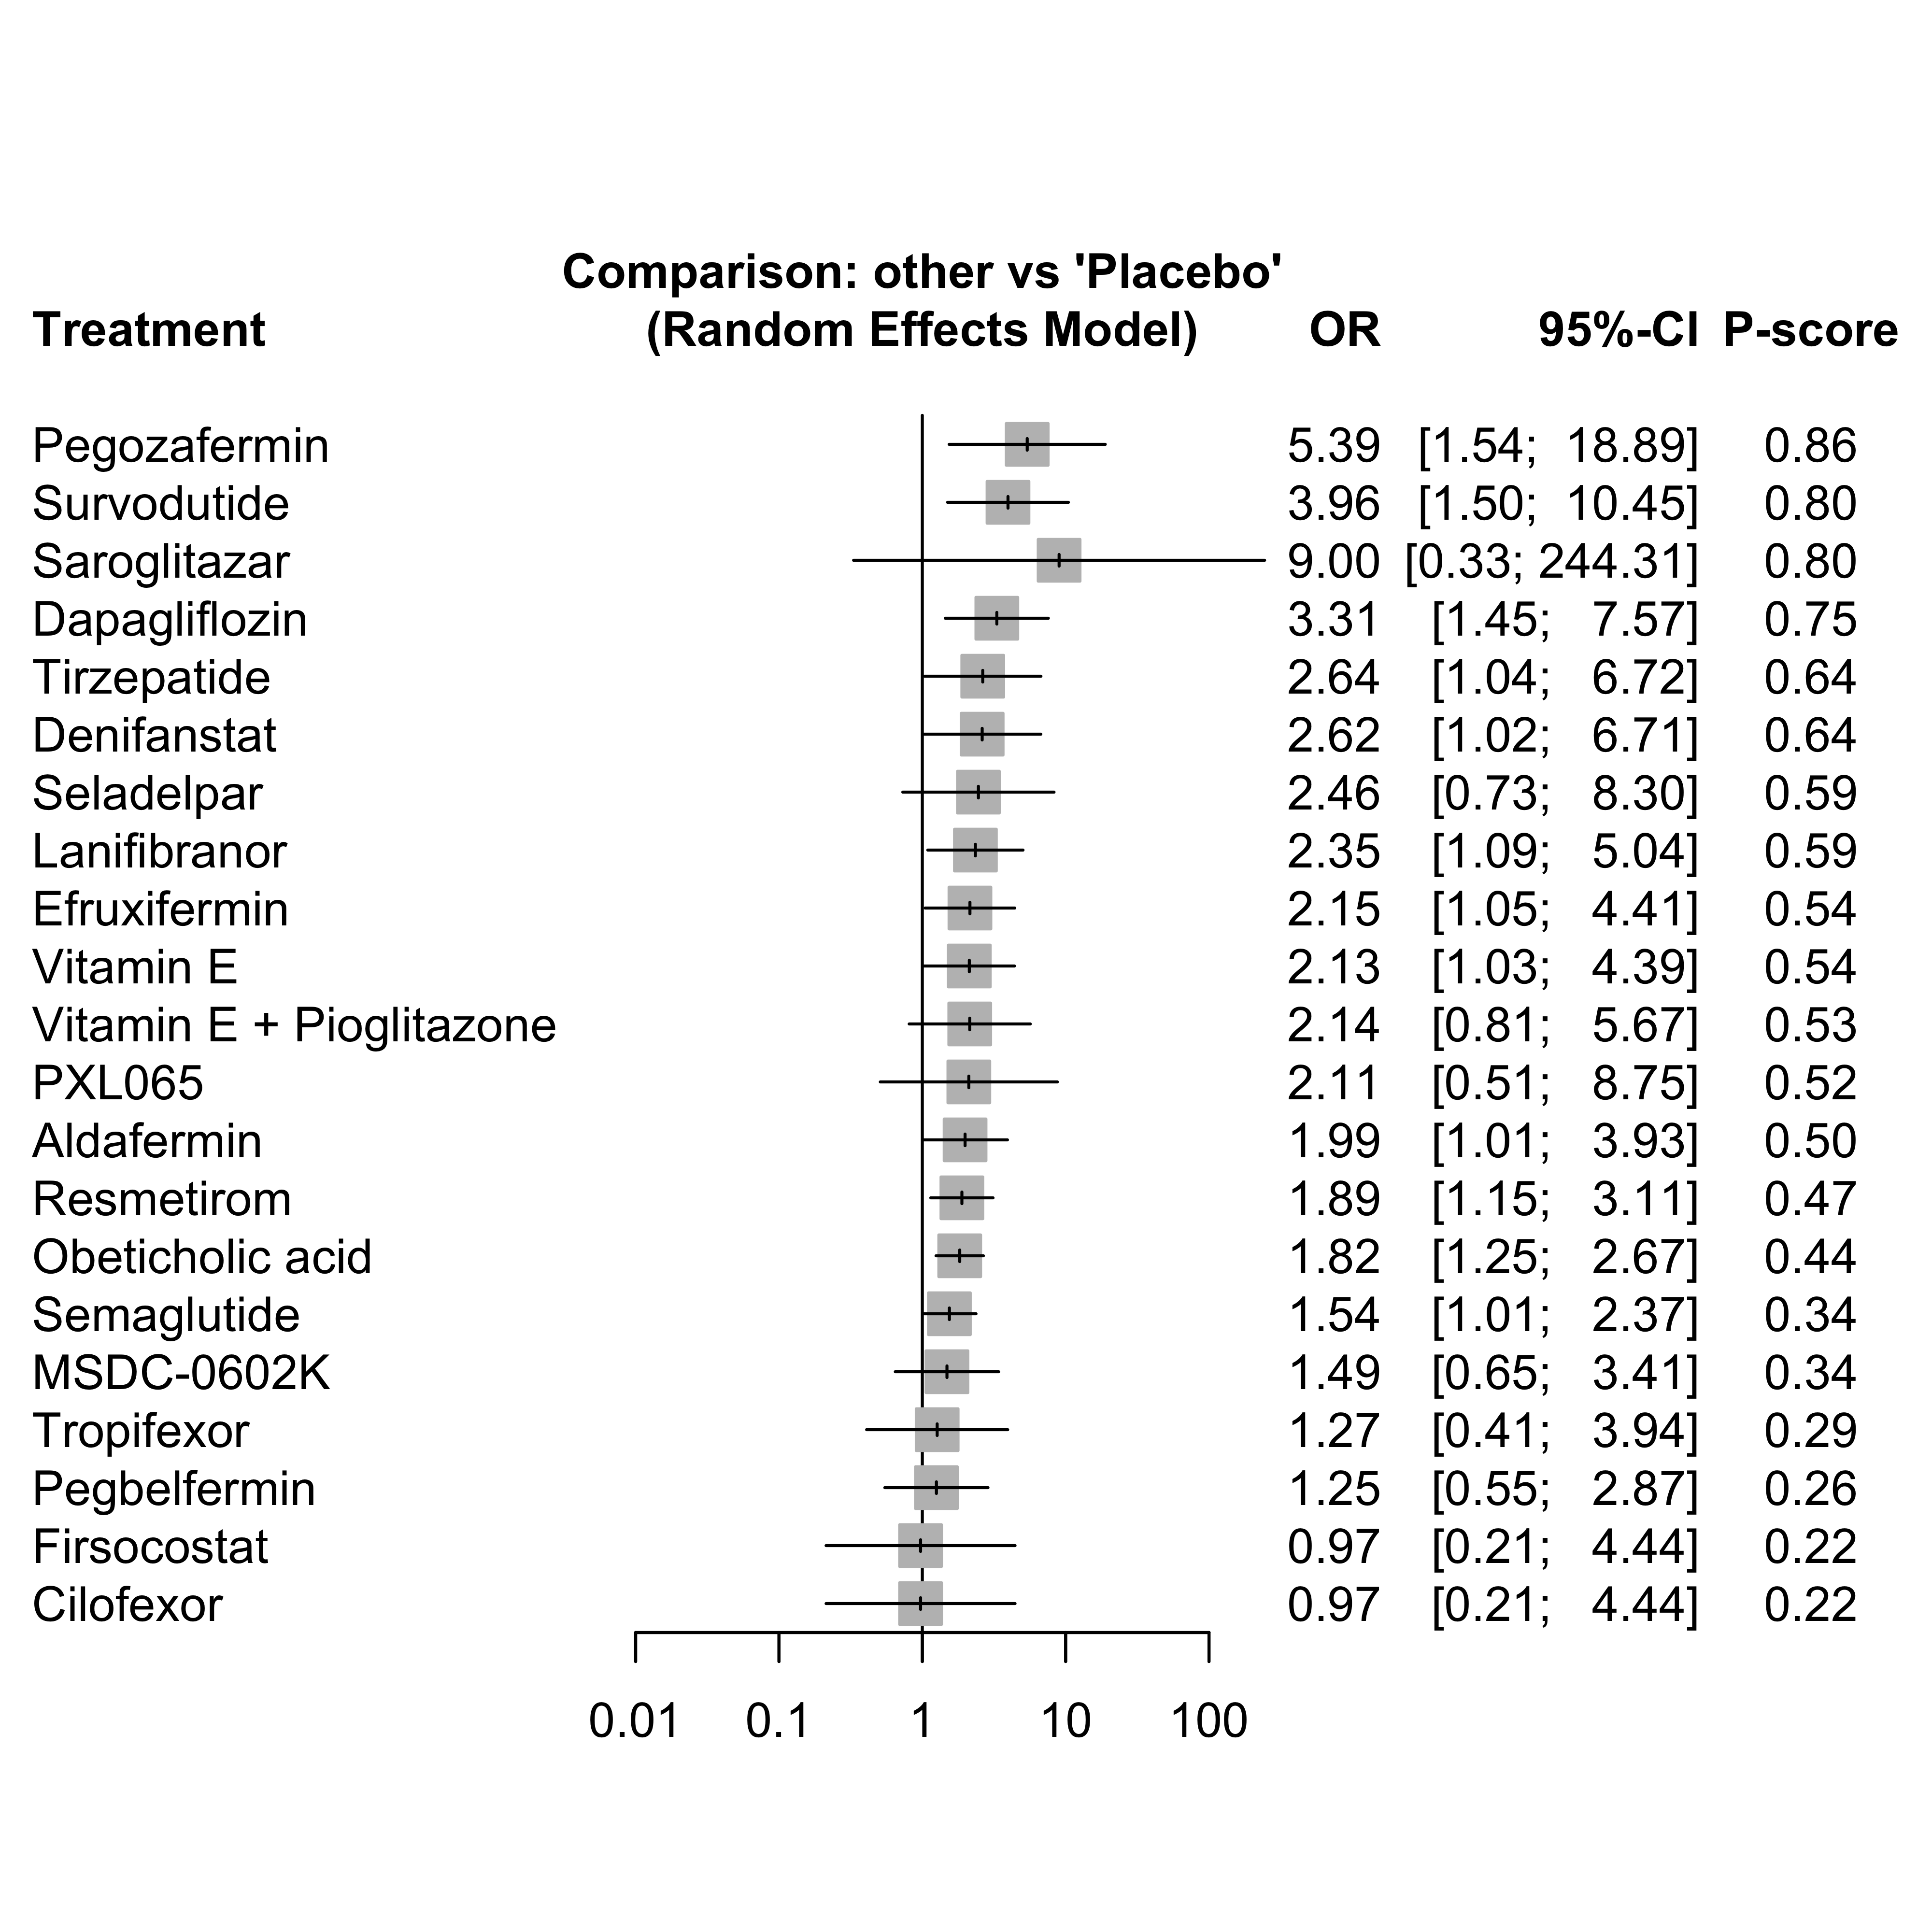 Comparison: other vs 'Placebo'
Treatment (Random Effects Model) OR 95%-CI P-score
Pegozafermin 5.39 [1.54; 18.89] 0.86
Survodutide 3.96 [1.50; 10.45] 0.80
Saroglitazar 9.00 [0.33; 244.31] 0.80
Dapagliflozin 3.31 [1.45; 7.57] 0.75
Tirzepatide 2.64 [1.04; 6.72] 0.64
Denifanstat 2.62 [1.02; 6.71] 0.64
Seladelpar 2.46 [0.73; 8.30] 0.59
Lanifibranor 2.35 [1.09; 5.04] 0.59
Efruxifermin 2.15 [1.05; 4.41] 0.54
Vitamin E 2.13 [1.03; 4.39] 0.54
Vitamin E + Pioglitazone 2.14 [0.81; 5.67] 0.53
PXL065 2.11 [0.51; 8.75] 0.52
Aldafermin 1.99 [1.01; 3.93] 0.50
Resmetirom 1.89 [1.15; 3.11] 0.47
Obeticholic acid 1.82 [1.25; 2.67] 0.44
Semaglutide 1.54 [1.01; 2.37] 0.34
MSDC-0602K 1.49 [0.65; 3.41] 0.34
Tropifexor 1.27 [0.41; 3.94] 0.29
Pegbelfermin 1.25 [0.55; 2.87] 0.26
Firsocostat 0.97 [0.21; 4.44] 0.22
Cilofexor 0.97 [0.21; 4.44] 0.22
0.01 0.1 1 10 100